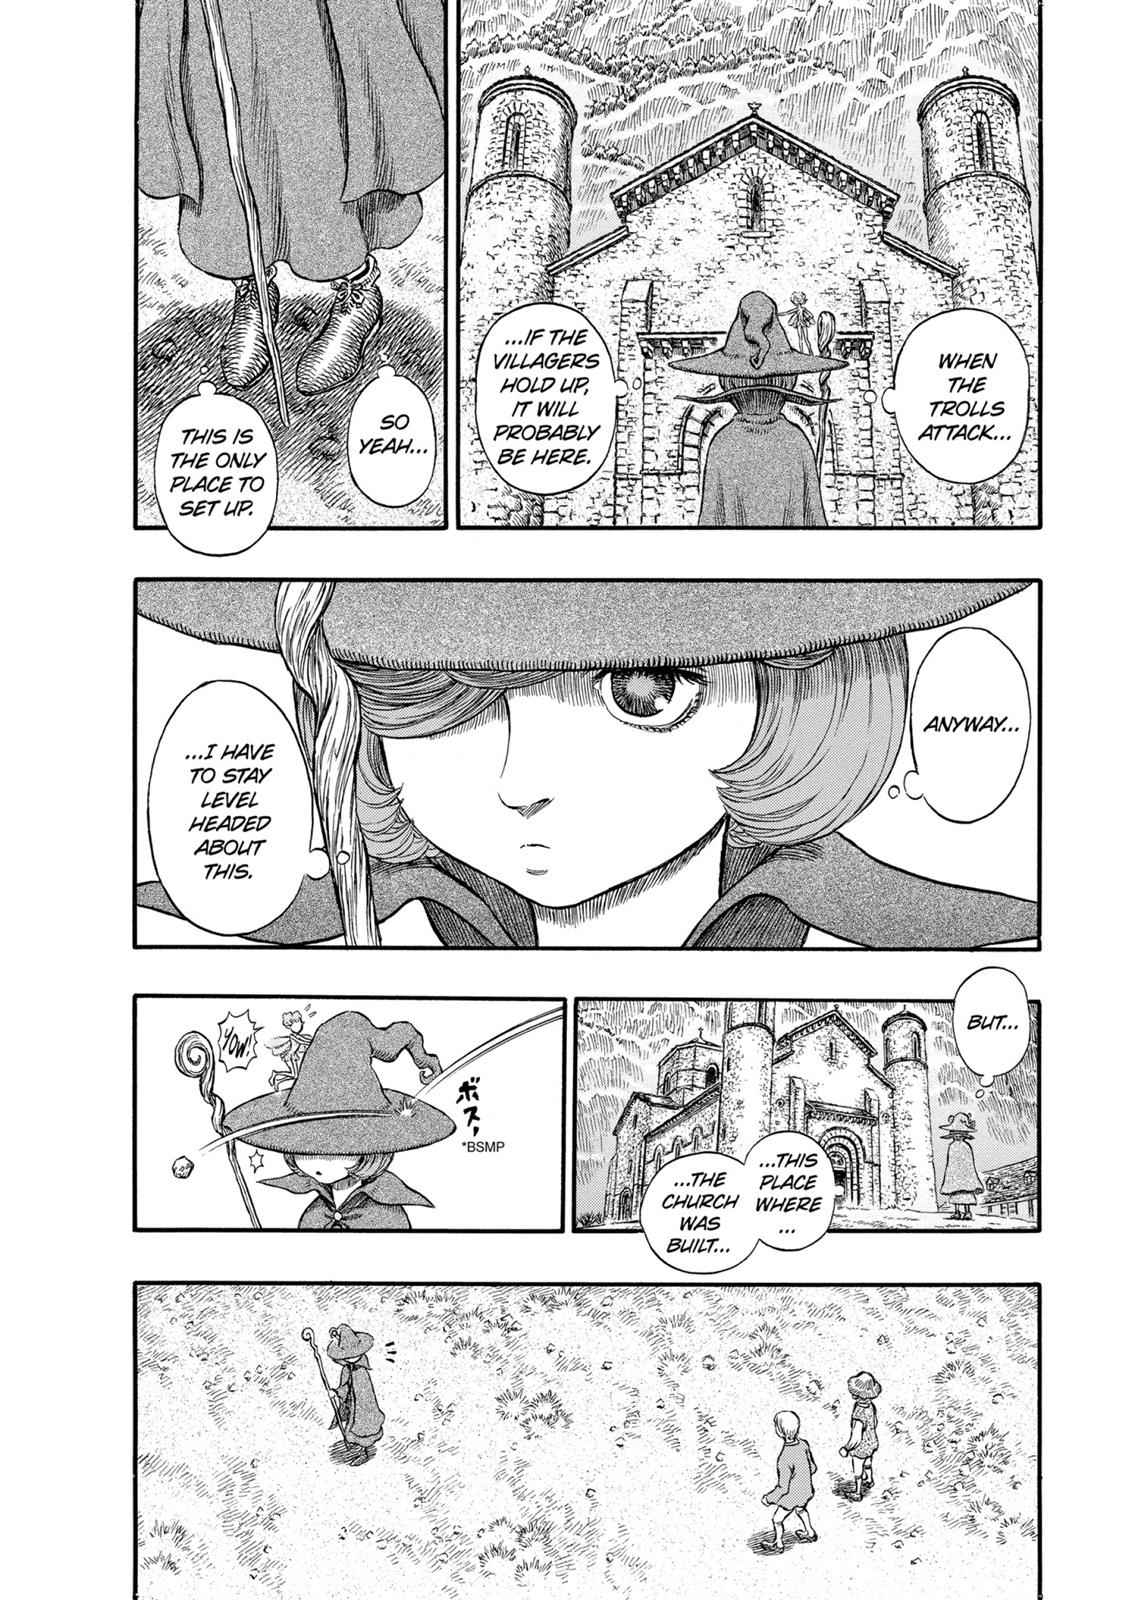 WHEN
THE
TROLLS
ATTACK...
...IF THE
VILLAGERS
HOLD UP,
IT WILL
PROBABLY
BE HERE.
SO
YEAH...
THIS IS
THE ONLY
PLACE TO
SET UP.
ANYWAY...
...I HAVE
TO STAY
LEVEL
HEADED
ABOUT
THIS.
BUT...
...THIS
PLACE
WHERE
...
...THE
CHURCH
WAS
BUILT...
YOW!
ボスッ
*BSMP